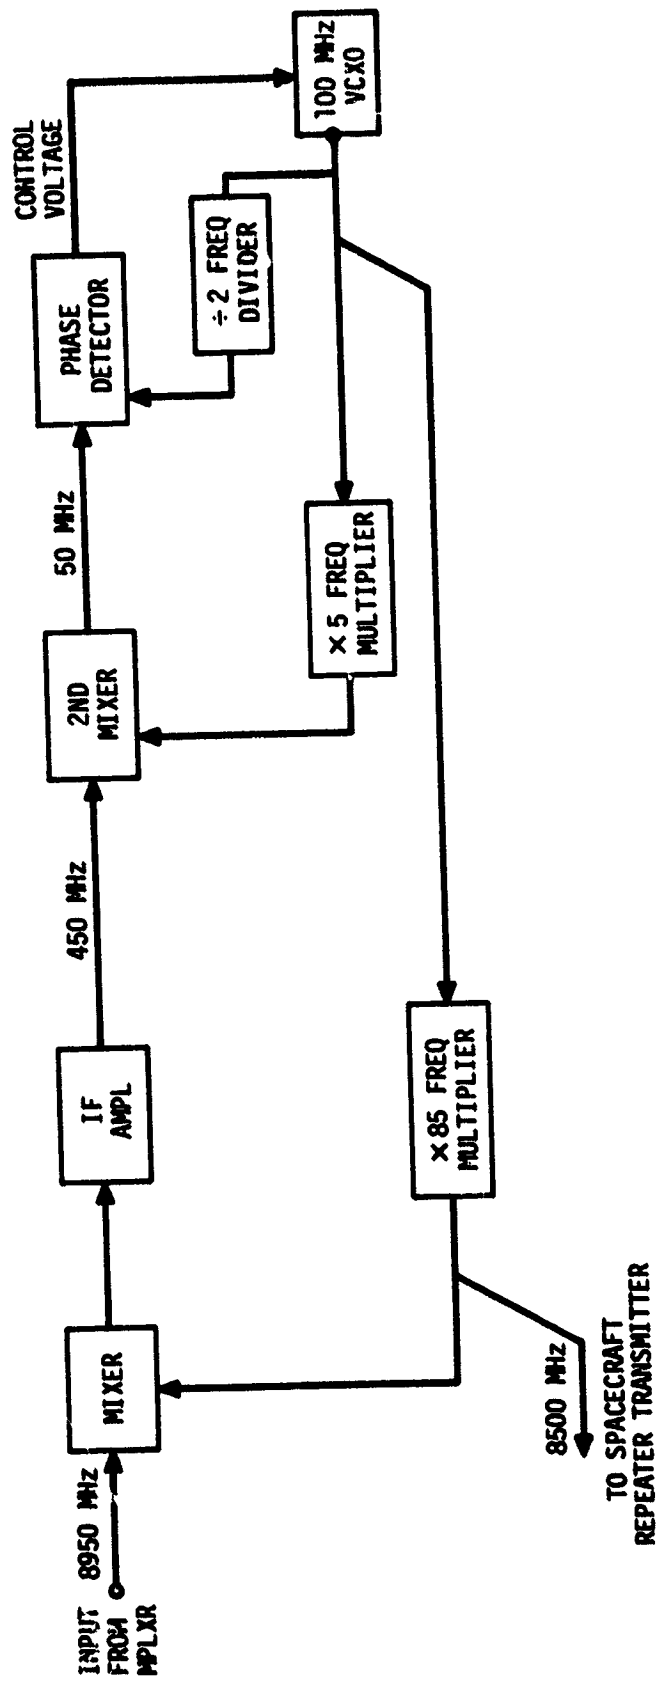 INPUT 8950 MHz
FROM
MPLXR
MIXER
IF
AMPL
450 MHz
2ND
MIXER
50 MHz
PHASE
DETECTOR
CONTROL
VOLTAGE
100 MHz
VCXO
÷2 FREQ
DIVIDER
×5 FREQ
MULTIPLIER
×85 FREQ
MULTIPLIER
8500 MHz
TO SPACECRAFT
REPEATER TRANSMITTER